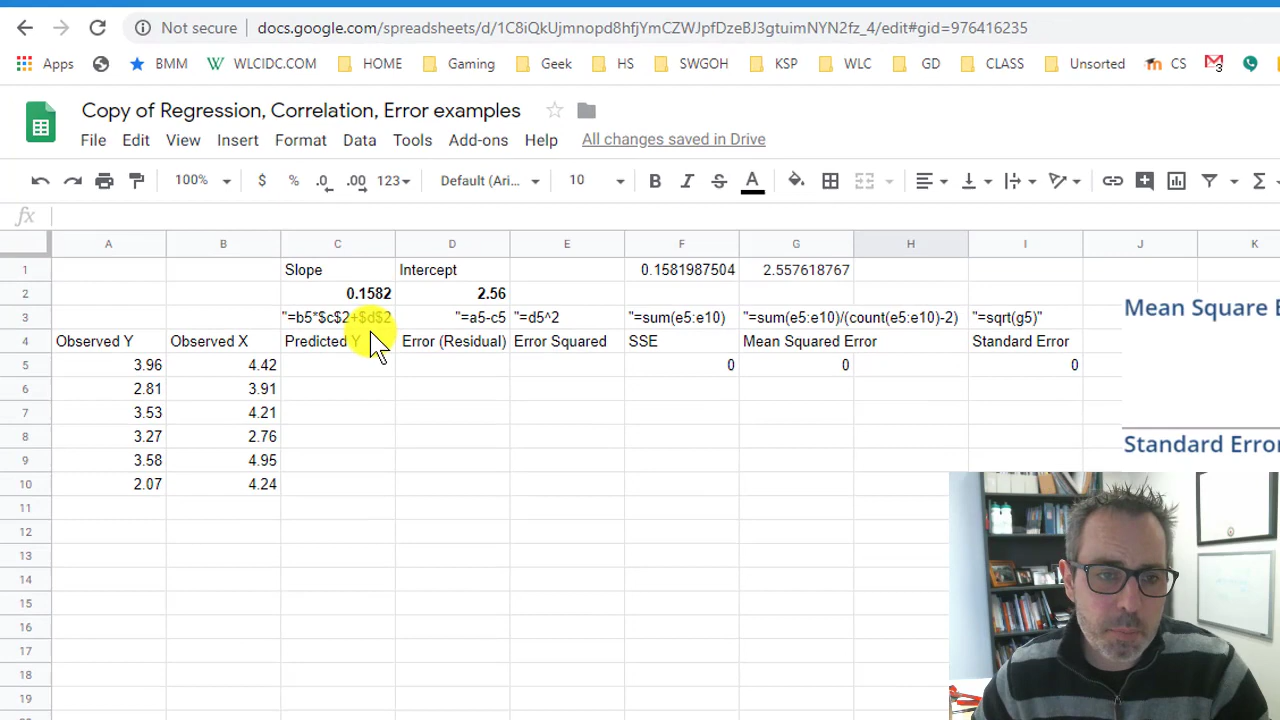 Not secure docs.google.com/spreadsheets/d/1C8iQkUjmnopd8hfjYmCZWJpfDzeBJ3gtuimNYN2fz_4/edit#gid=976416235
Apps BMM WLCIDC.COM HOME Gaming Geek HS SWGOH KSP WLC GD CLASS Unsorted CS
Copy of Regression, Correlation, Error examples
File Edit View Insert Format Data Tools Add-ons Help All changes saved in Drive
100% $ % .0 .00 123 Default (Ari... 10 B I S A
fx
A B C D E F G H I J K
1 Slope Intercept 0.1581987504 2.557618767
2 0.1582 2.56
Mean Square E
3 "=b5*$c$2+$d$2 "=a5-c5 "=d5^2 "=sum(e5:e10) "=sum(e5:e10)/(count(e5:e10)-2) "=sqrt(g5)"
4 Observed Y Observed X Predicted Y Error (Residual) Error Squared SSE Mean Squared Error Standard Error
5 3.96 4.42 0 0 0
6 2.81 3.91
7 3.53 4.21
8 3.27 2.76
Standard Erro
9 3.58 4.95
10 2.07 4.24
11
12
13
14
15
16
17
18
19